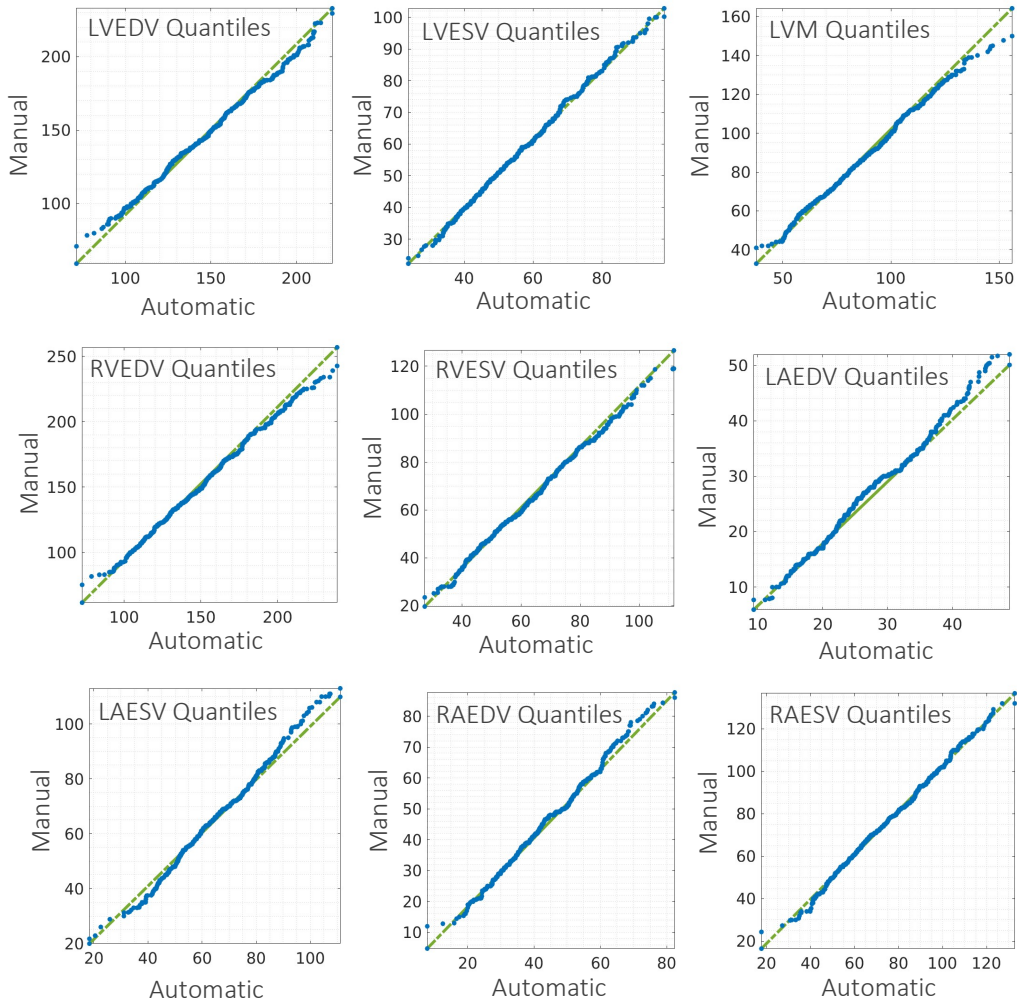 LVEDV Quantiles
Manual
200
150
100
100 150 200
Automatic
LVESV Quantiles
Manual
100
90
80
70
60
50
40
30
40 60 80
Automatic
LVM Quantiles
Manual
160
140
120
100
80
60
40
50 100 150
Automatic
RVEDV Quantiles
Manual
250
200
150
100
100 150 200
Automatic
RVESV Quantiles
Manual
120
100
80
60
40
20
40 60 80 100
Automatic
LAEDV Quantiles
Manual
50
40
30
20
10
10 20 30 40
Automatic
LAESV Quantiles
Manual
100
80
60
40
20
20 40 60 80 100
Automatic
RAEDV Quantiles
Manual
80
70
60
50
40
30
20
10
20 40 60 80
Automatic
RAESV Quantiles
Manual
120
100
80
60
40
20
20 40 60 80 100 120
Automatic